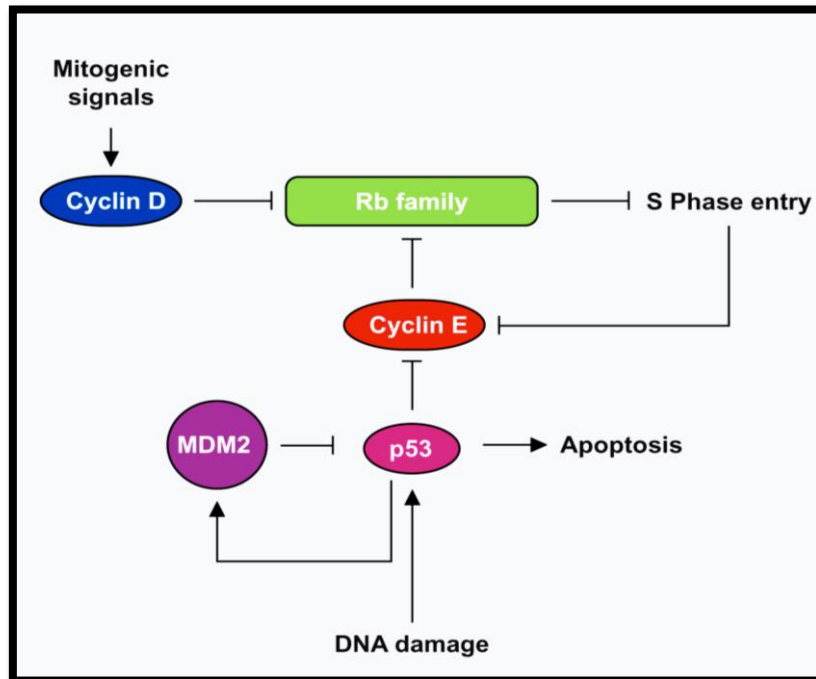 Mitogenic
signals
Cyclin D
Rb family
S Phase entry
Cyclin E
MDM2
p53
Apoptosis
DNA damage